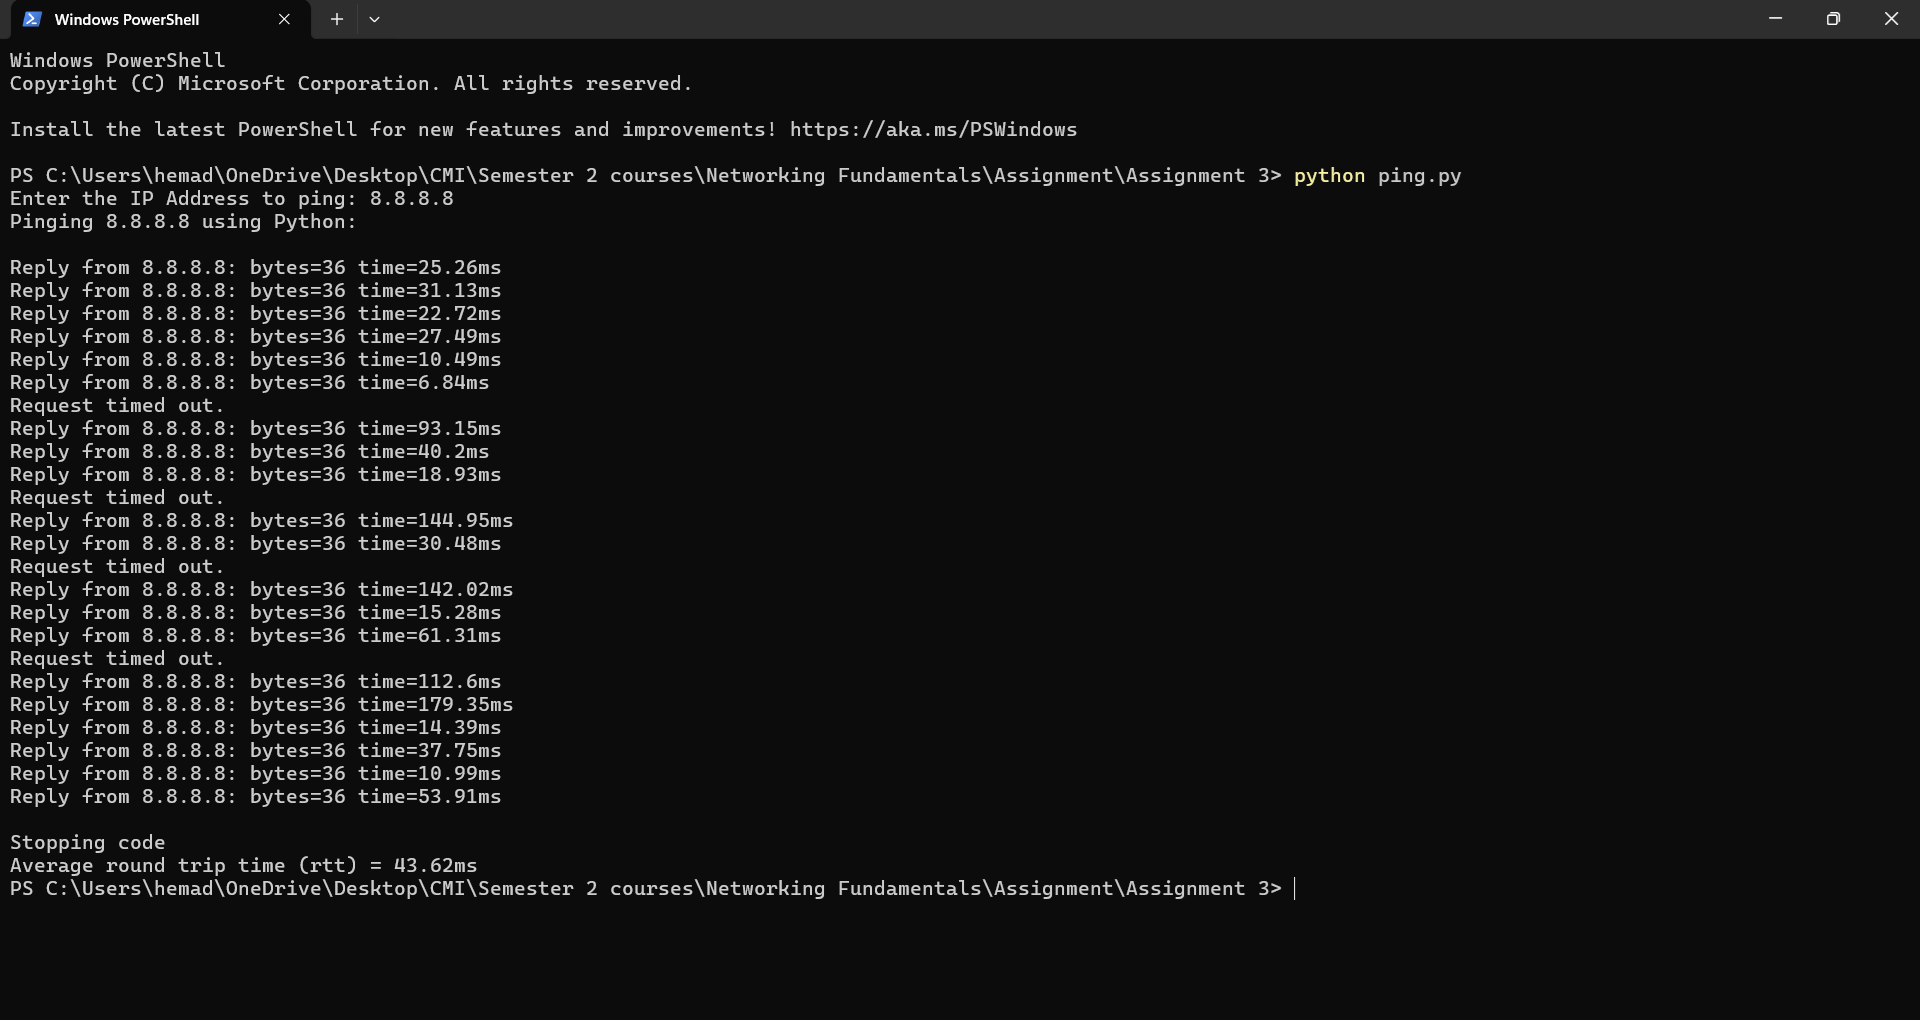 Windows PowerShell
Windows PowerShell
Copyright (C) Microsoft Corporation. All rights reserved.
Install the latest PowerShell for new features and improvements! https://aka.ms/PSWindows
PS C:\Users\hemad\OneDrive\Desktop\CMI\Semester 2 courses\Networking Fundamentals\Assignment\Assignment 3> python ping.py
Enter the IP Address to ping: 8.8.8.8
Pinging 8.8.8.8 using Python:
Reply from 8.8.8.8: bytes=36 time=25.26ms
Reply from 8.8.8.8: bytes=36 time=31.13ms
Reply from 8.8.8.8: bytes=36 time=22.72ms
Reply from 8.8.8.8: bytes=36 time=27.49ms
Reply from 8.8.8.8: bytes=36 time=10.49ms
Reply from 8.8.8.8: bytes=36 time=6.84ms
Request timed out.
Reply from 8.8.8.8: bytes=36 time=93.15ms
Reply from 8.8.8.8: bytes=36 time=40.2ms
Reply from 8.8.8.8: bytes=36 time=18.93ms
Request timed out.
Reply from 8.8.8.8: bytes=36 time=144.95ms
Reply from 8.8.8.8: bytes=36 time=30.48ms
Request timed out.
Reply from 8.8.8.8: bytes=36 time=142.02ms
Reply from 8.8.8.8: bytes=36 time=15.28ms
Reply from 8.8.8.8: bytes=36 time=61.31ms
Request timed out.
Reply from 8.8.8.8: bytes=36 time=112.6ms
Reply from 8.8.8.8: bytes=36 time=179.35ms
Reply from 8.8.8.8: bytes=36 time=14.39ms
Reply from 8.8.8.8: bytes=36 time=37.75ms
Reply from 8.8.8.8: bytes=36 time=10.99ms
Reply from 8.8.8.8: bytes=36 time=53.91ms
Stopping code
Average round trip time (rtt) = 43.62ms
PS C:\Users\hemad\OneDrive\Desktop\CMI\Semester 2 courses\Networking Fundamentals\Assignment\Assignment 3>